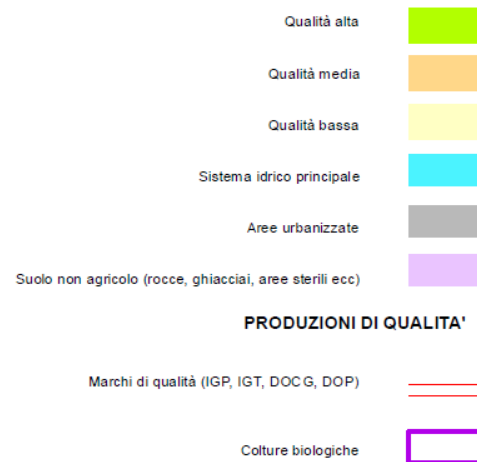 Qualità alta
Qualità media
Qualità bassa
Sistema idrico principale
Aree urbanizzate
Suolo non agricolo (rocce, ghiacciai, aree sterili ecc)
PRODUZIONI DI QUALITA'
Marchi di qualità (IGP, IGT, DOCG, DOP)
Colture biologiche